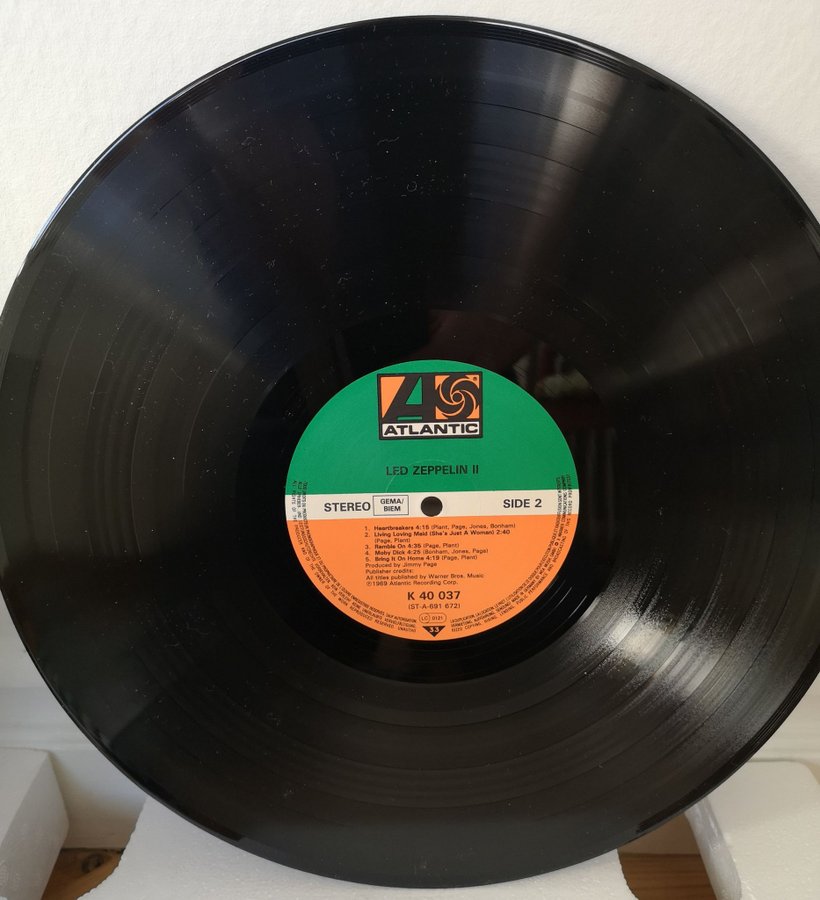 ATLANTIC
LED ZEPPELIN II
STEREO GEMA/BIEM SIDE 2
1. Heartbreakers 4:15 (Plant, Page, Jones, Bonham)
2. Living Loving Maid (She's Just A Woman) 2:40
(Page, Plant)
3. Ramble On 4:35 (Page, Plant)
4. Moby Dick 4:25 (Bonham, Jones, Page)
5. Bring It On Home 4:19 (Page, Plant)
Produced by Jimmy Page
Publisher credits:
All titles published by Warner Bros. Music
℗ 1969 Atlantic Recording Corp.
K 40 037
(ST-A-691 672)
LC 0121
33